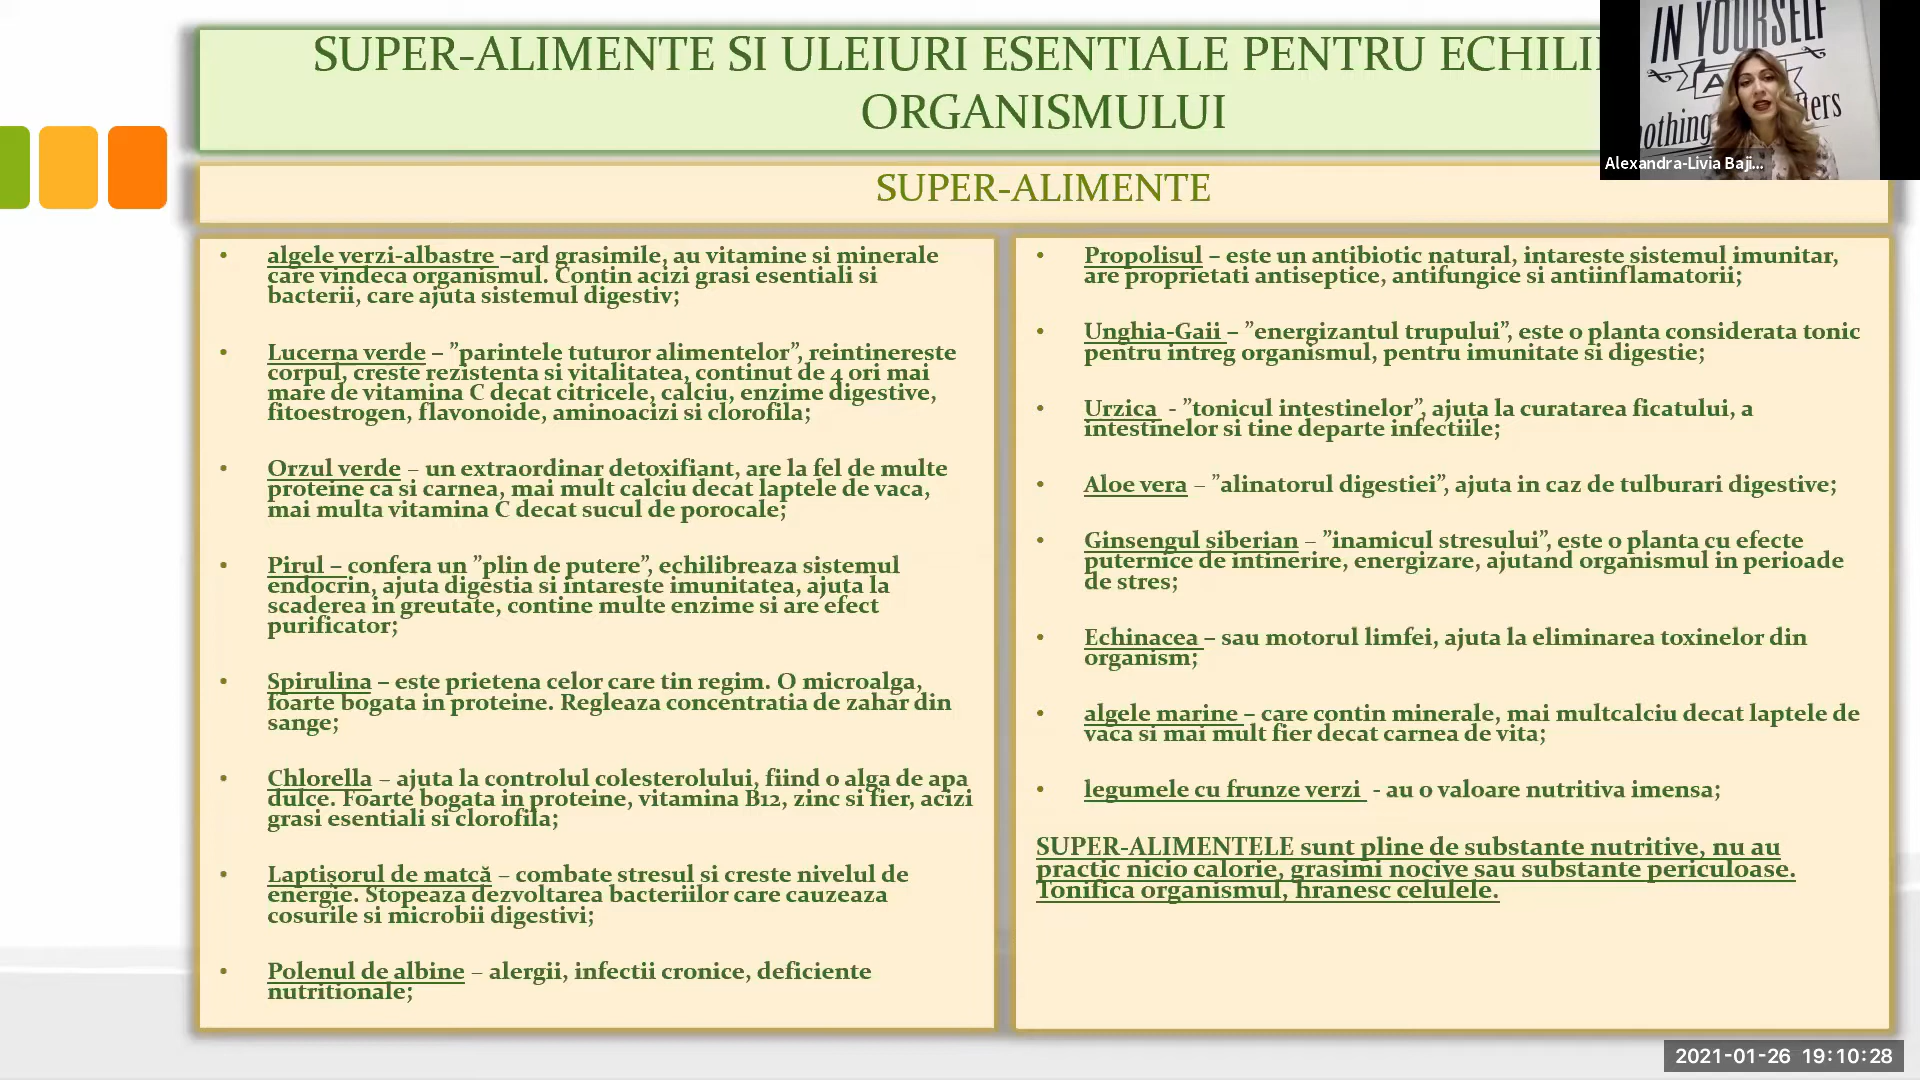 SUPER-ALIMENTE SI ULEIURI ESENTIALE PENTRU
ORGANISMULUI
SUPER-ALIMENTE
• algele verzi-albastre –ard grasimile, au vitamine si minerale
care vindeca organismul. Contin acizi grasi esentiali si
bacterii, care ajuta sistemul digestiv;
• Lucerna verde – ”parintele tuturor alimentelor”, reintinereste
corpul, creste rezistenta si vitalitatea, continut de 4 ori mai
mare de vitamina C decat citricele, calciu, enzime digestive,
fitoestrogen, flavonoide, aminoacizi si clorofila;
• Orzul verde – un extraordinar detoxifiant, are la fel de multe
proteine ca si carnea, mai mult calciu decat laptele de vaca,
mai multa vitamina C decat sucul de porocale;
• Pirul – confera un ”plin de putere”, echilibreaza sistemul
endocrin, ajuta digestia si intareste imunitatea, ajuta la
scaderea in greutate, contine multe enzime si are efect
purificator;
• Spirulina – este prietena celor care tin regim. O microalga,
foarte bogata in proteine. Regleaza concentratia de zahar din
sange;
• Chlorella – ajuta la controlul colesterolului, fiind o alga de apa
dulce. Foarte bogata in proteine, vitamina B12, zinc si fier, acizi
grasi esentiali si clorofila;
• Laptisorul de matcă – combate stresul si creste nivelul de
energie. Stopeaza dezvoltarea bacteriilor care cauzeaza
cosurile si microbii digestivi;
• Polenul de albine – alergii, infectii cronice, deficiente
nutritionale;
• Propolisul – este un antibiotic natural, intareste sistemul imunitar,
are proprietati antiseptice, antifungice si antiinflamatorii;
• Unghia-Gaii – ”energizantul trupului”, este o planta considerata tonic
pentru intreg organismul, pentru imunitate si digestie;
• Urzica - ”tonicul intestinelor”, ajuta la curatarea ficatului, a
intestinelor si tine departe infectiile;
• Aloe vera – ”alinatorul digestiei”, ajuta in caz de tulburari digestive;
• Ginsengul siberian – ”inamicul stresului”, este o planta cu efecte
puternice de intinerire, energizare, ajutand organismul in perioade
de stres;
• Echinacea – sau motorul limfei, ajuta la eliminarea toxinelor din
organism;
• algele marine – care contin minerale, mai multcalciu decat laptele de
vaca si mai mult fier decat carnea de vita;
• legumele cu frunze verzi - au o valoare nutritiva imensa;
SUPER-ALIMENTELE sunt pline de substante nutritive, nu au
practic nicio calorie, grasimi nocive sau substante periculoase.
Tonifica organismul, hranesc celulele.
IN YOURSELF
nothing
Alexandra-Livia Baji...
2021-01-26 19:10:28